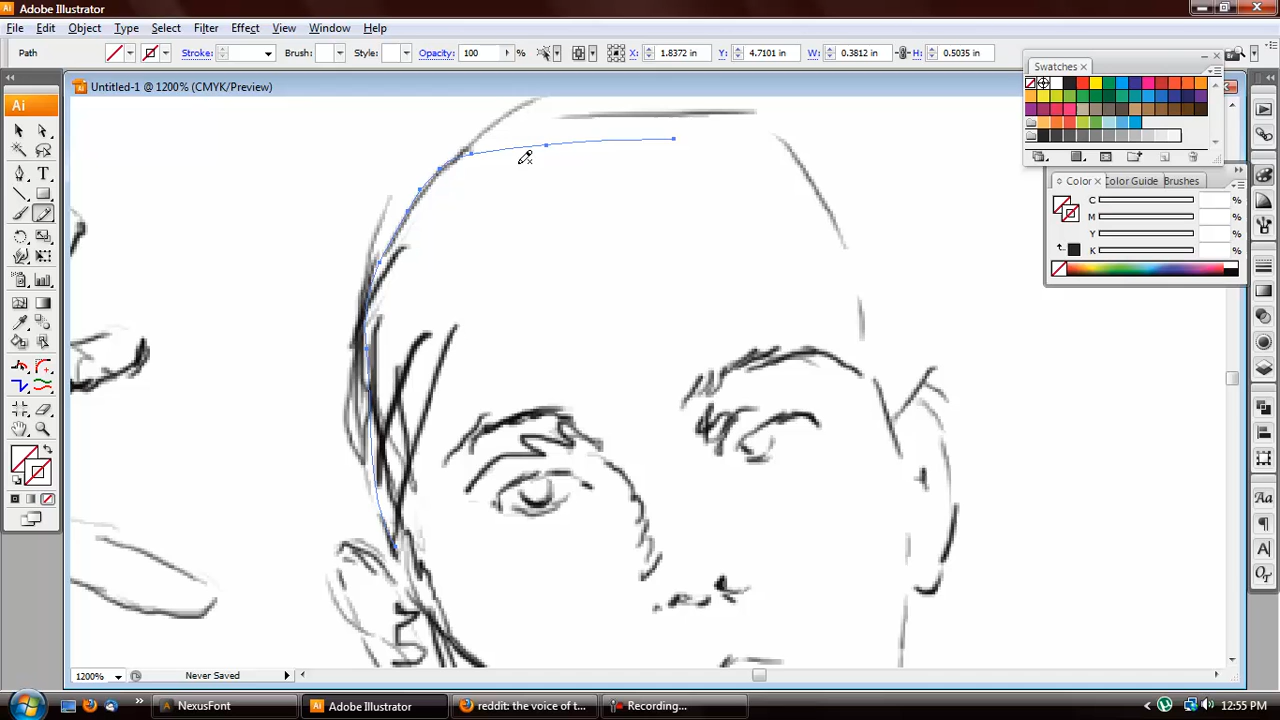 Adobe Illustrator
File Edit Object Type Select Filter Effect View Window Help
Path Stroke: Brush: Style: Opacity: 100 % X: 1.8372 in Y: 4.7101 in W: 0.3812 in H: 0.5035 in
Untitled-1 @ 1200% (CMYK/Preview)
Swatches
Ai
T
Color Color Guide Brushes
C %
M %
Y %
K %
1200% Never Saved
NexusFont Adobe Illustrator reddit: the voice of t... Recording... 12:55 PM